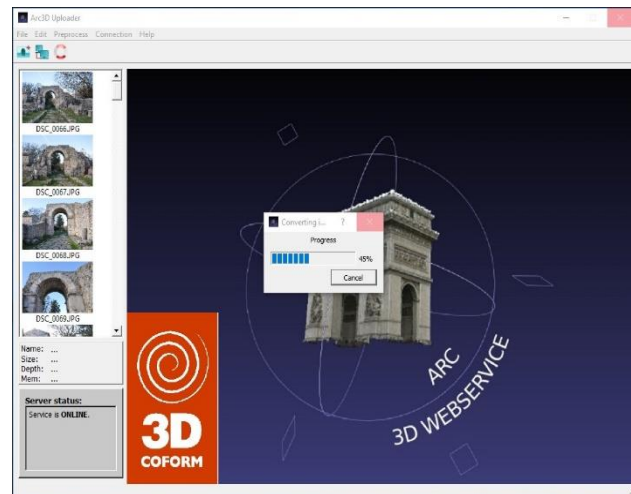 Arc3D Uploader
File Edit Preprocess Connection Help
DSC_0066.JPG
DSC_0067.JPG
DSC_0068.JPG
DSC_0069.JPG
Name: ...
Size: ...
Depth: ...
Mem: ...
Server status:
Service is ONLINE.
Converting i... ?
Progress
45%
Cancel
ARC
3D WEBSERVICE
3D
COFORM